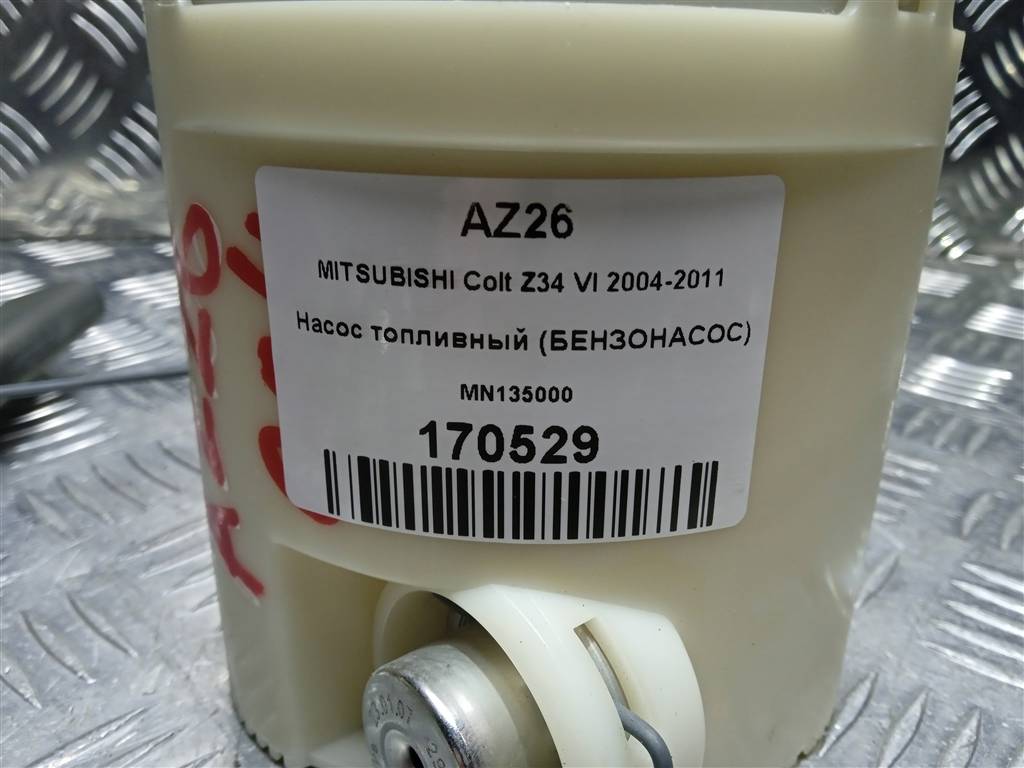 AZ26
MITSUBISHI Colt Z34 VI 2004-2011
Насос топливный (БЕНЗОНАСОС)
MN135000
170529